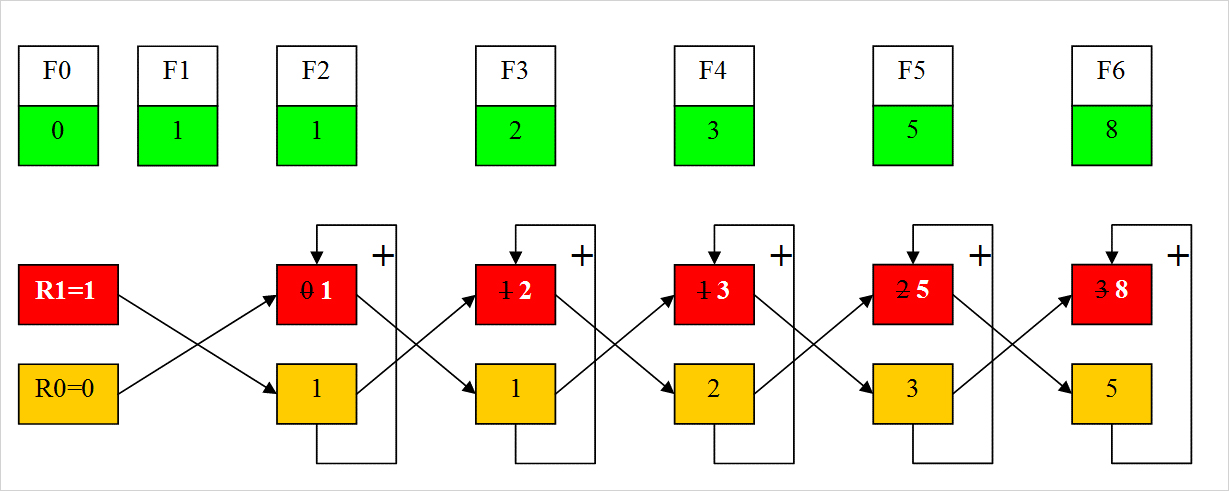 F0 F1 F2 F3 F4 F5 F6
0 1 1 2 3 5 8
+ + + + +
R1=1 0 1 1 2 1 3 2 5 3 8
R0=0 1 1 2 3 5